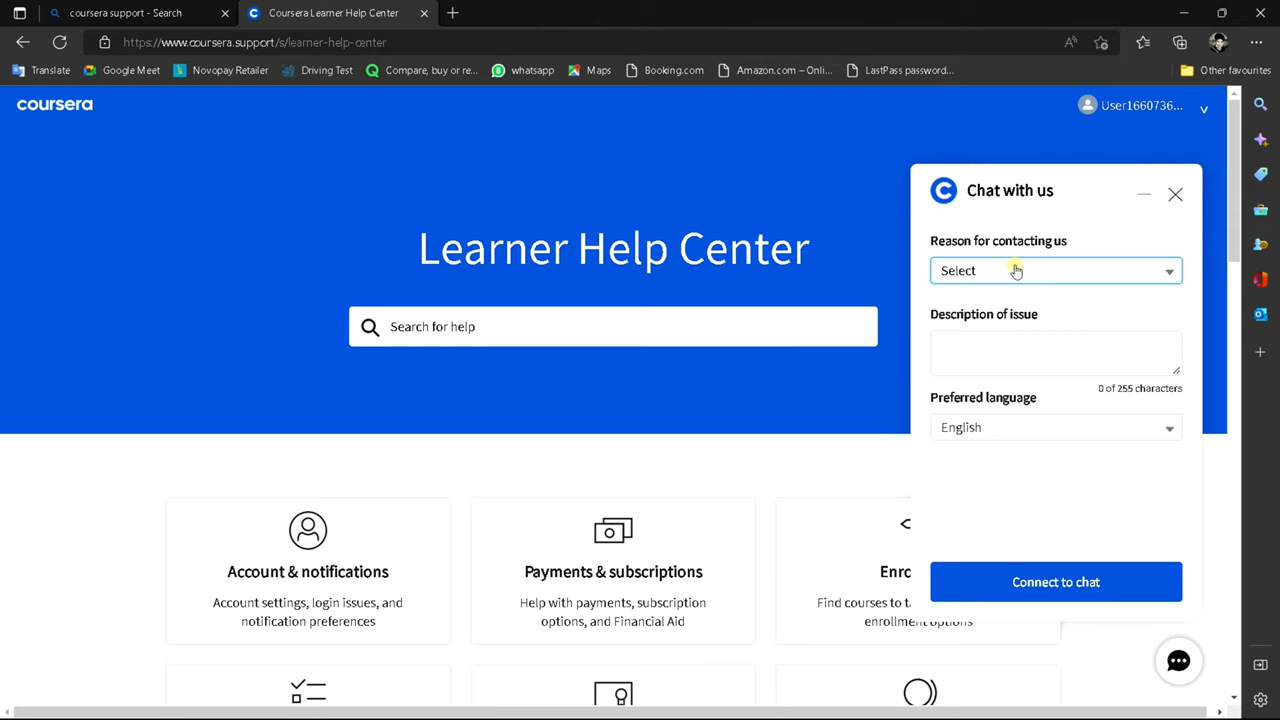 coursera support - Search
Coursera Learner Help Center
https://www.coursera.support/s/learner-help-center
Translate
Google Meet
Novopay Retailer
Driving Test
Compare, buy or re...
whatsapp
Maps
Booking.com
Amazon.com – Onli...
LastPass password...
Other favourites
coursera
User1660736...
Learner Help Center
Search for help
Chat with us
Reason for contacting us
Select
Description of issue
0 of 255 characters
Preferred language
English
Connect to chat
Account & notifications
Account settings, login issues, and
notification preferences
Payments & subscriptions
Help with payments, subscription
options, and Financial Aid
Enro
Find courses to t
enrollment options